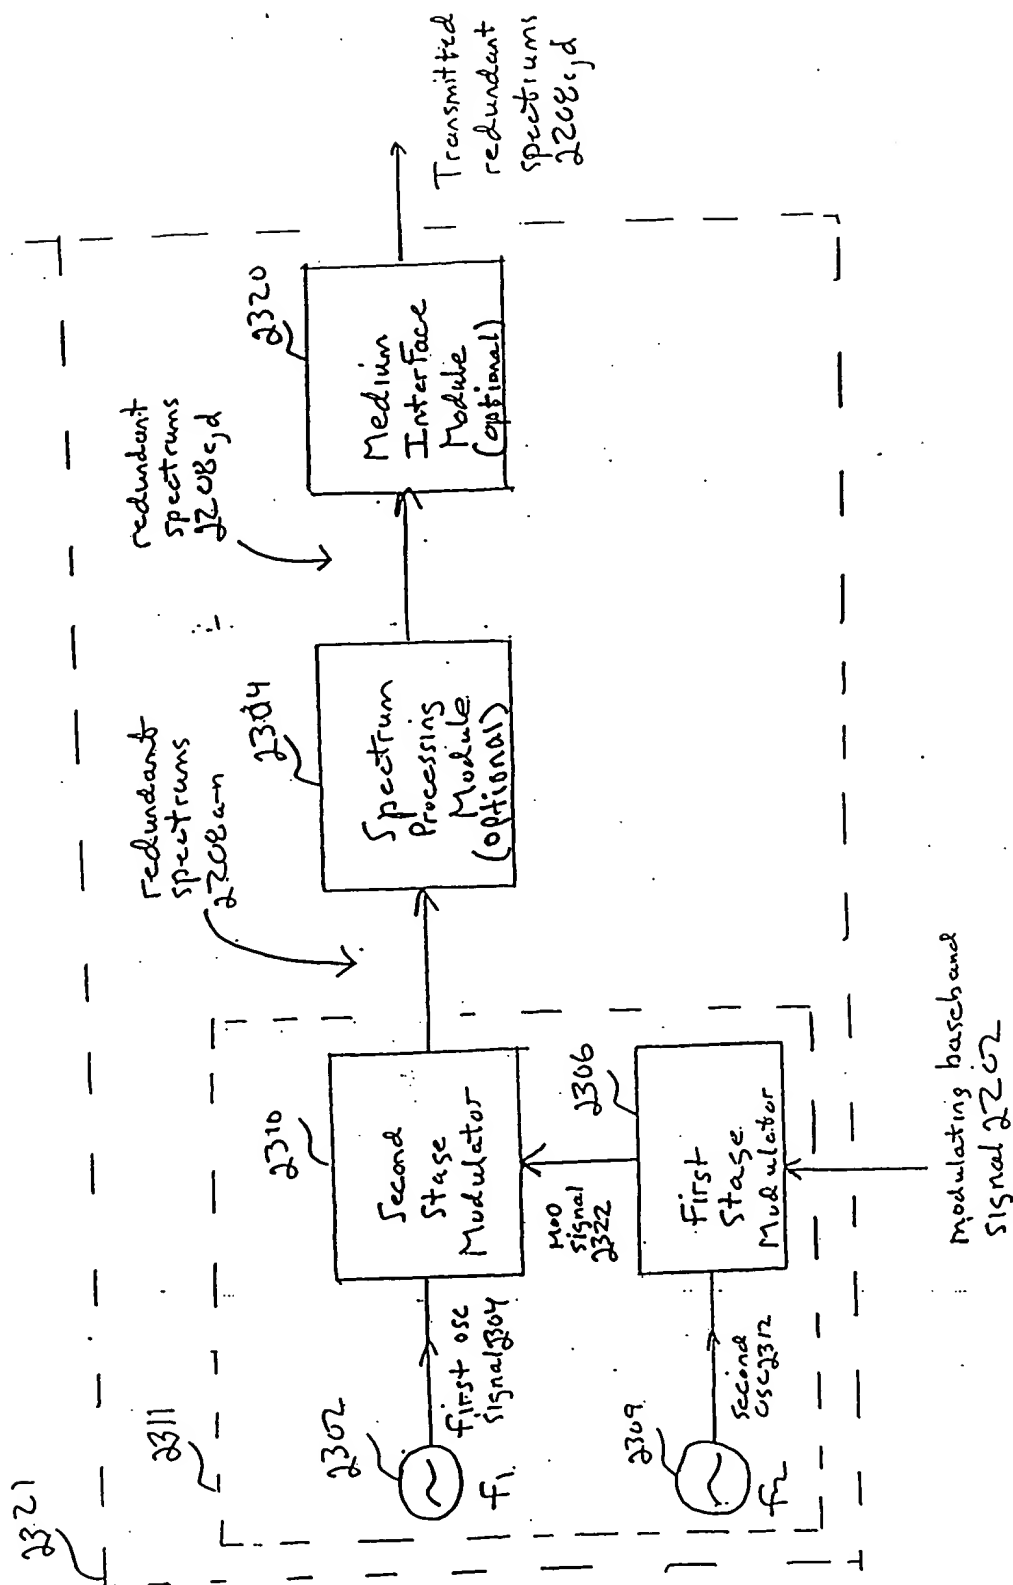 2321
2311
2302
f1
First osc
signal 2304
2310
Second
Stage
Modulator
2309
f2
second
osc 2312
MOD
signal
2322
2306
First
Stage
Modulator
modulating baseband
signal 2202
redundant
spectrums
2208a-n
2304
Spectrum
Processing
Module
(optional)
redundant
spectrums
2208c,d
2320
Medium
Interface
Module
(optional)
Transmitted
redundant
spectrums
2208c,d